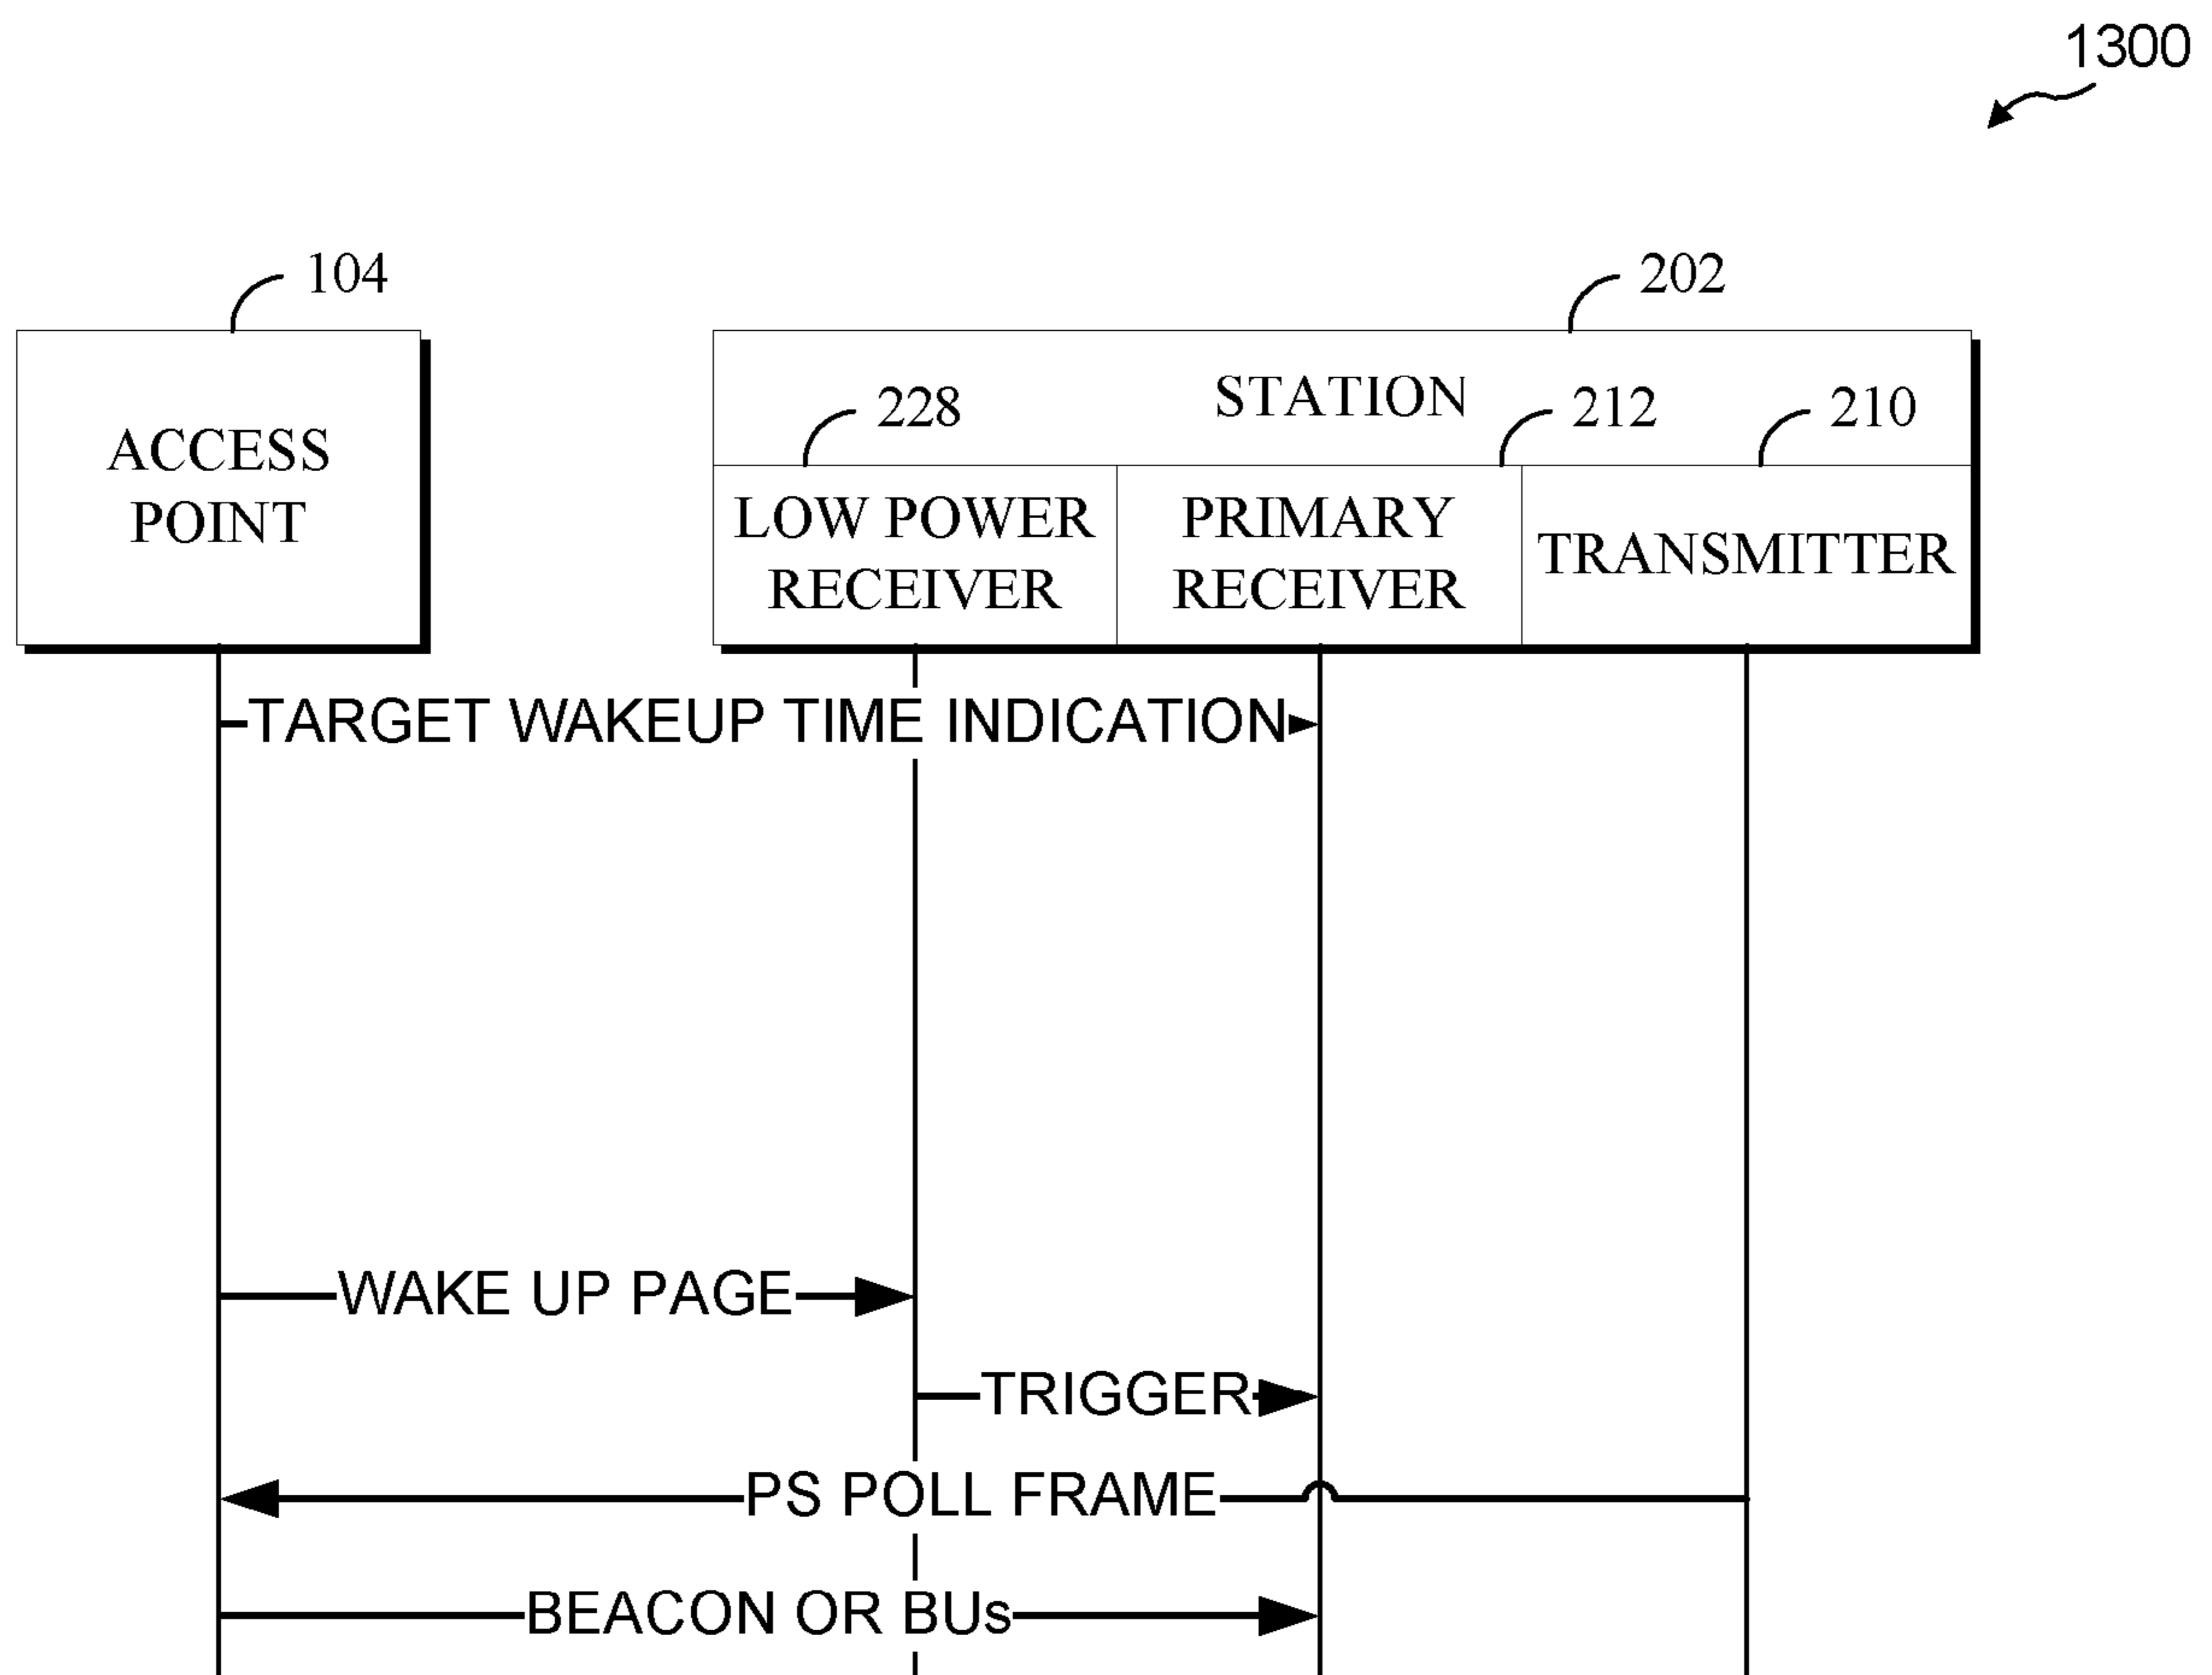 1300
104
202
ACCESS
POINT
STATION
228
212
210
LOW POWER
RECEIVER
PRIMARY
RECEIVER
TRANSMITTER
TARGET WAKEUP TIME INDICATION
WAKE UP PAGE
TRIGGER
PS POLL FRAME
BEACON OR BUs